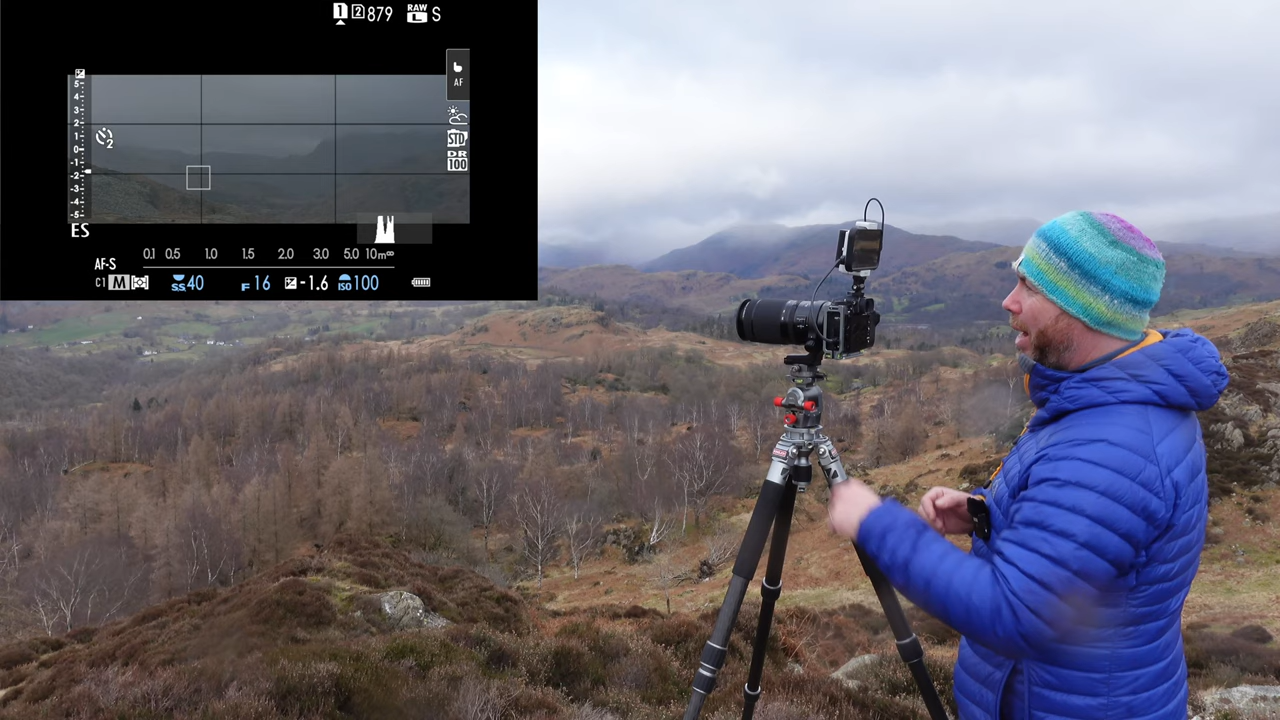 1 2 879 RAW L S
AF
5
4
3
2
1
0
-1
-2
-3
-4
-5
2
STD
DR
100
ES
0.1 0.5 1.0 1.5 2.0 3.0 5.0 10m∞
AF-S
C1 M SS 40 F 16 -1.6 ISO 100